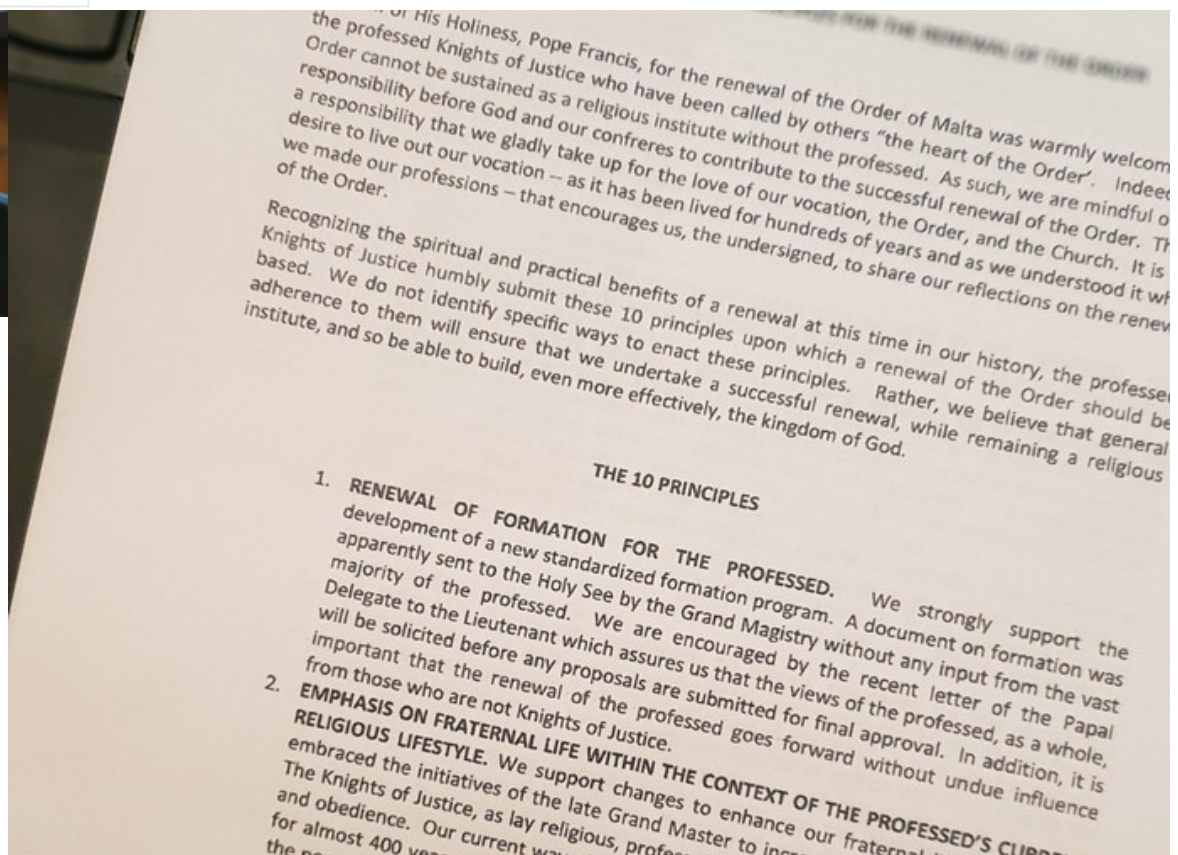 FOR THE RENEWAL OF THE ORDER
of His Holiness, Pope Francis, for the renewal of the Order of Malta was warmly welcom
the professed Knights of Justice who have been called by others “the heart of the Order’. Indeed
Order cannot be sustained as a religious institute without the professed. As such, we are mindful o
responsibility before God and our confreres to contribute to the successful renewal of the Order. Th
a responsibility that we gladly take up for the love of our vocation, the Order, and the Church. It is
desire to live out our vocation – as it has been lived for hundreds of years and as we understood it wh
we made our professions – that encourages us, the undersigned, to share our reflections on the renew
of the Order.
Recognizing the spiritual and practical benefits of a renewal at this time in our history, the professed
Knights of Justice humbly submit these 10 principles upon which a renewal of the Order should be
based. We do not identify specific ways to enact these principles. Rather, we believe that general
adherence to them will ensure that we undertake a successful renewal, while remaining a religious
institute, and so be able to build, even more effectively, the kingdom of God.
THE 10 PRINCIPLES
1. RENEWAL OF FORMATION FOR THE PROFESSED. We strongly support the
development of a new standardized formation program. A document on formation was
apparently sent to the Holy See by the Grand Magistry without any input from the vast
majority of the professed. We are encouraged by the recent letter of the Papal
Delegate to the Lieutenant which assures us that the views of the professed, as a whole,
will be solicited before any proposals are submitted for final approval. In addition, it is
important that the renewal of the professed goes forward without undue influence
from those who are not Knights of Justice.
2. EMPHASIS ON FRATERNAL LIFE WITHIN THE CONTEXT OF THE PROFESSED’S CURRE
RELIGIOUS LIFESTYLE. We support changes to enhance our fraternal
embraced the initiatives of the late Grand Master to incr
The Knights of Justice, as lay religious, profes
and obedience. Our current way
for almost 400 yea
the